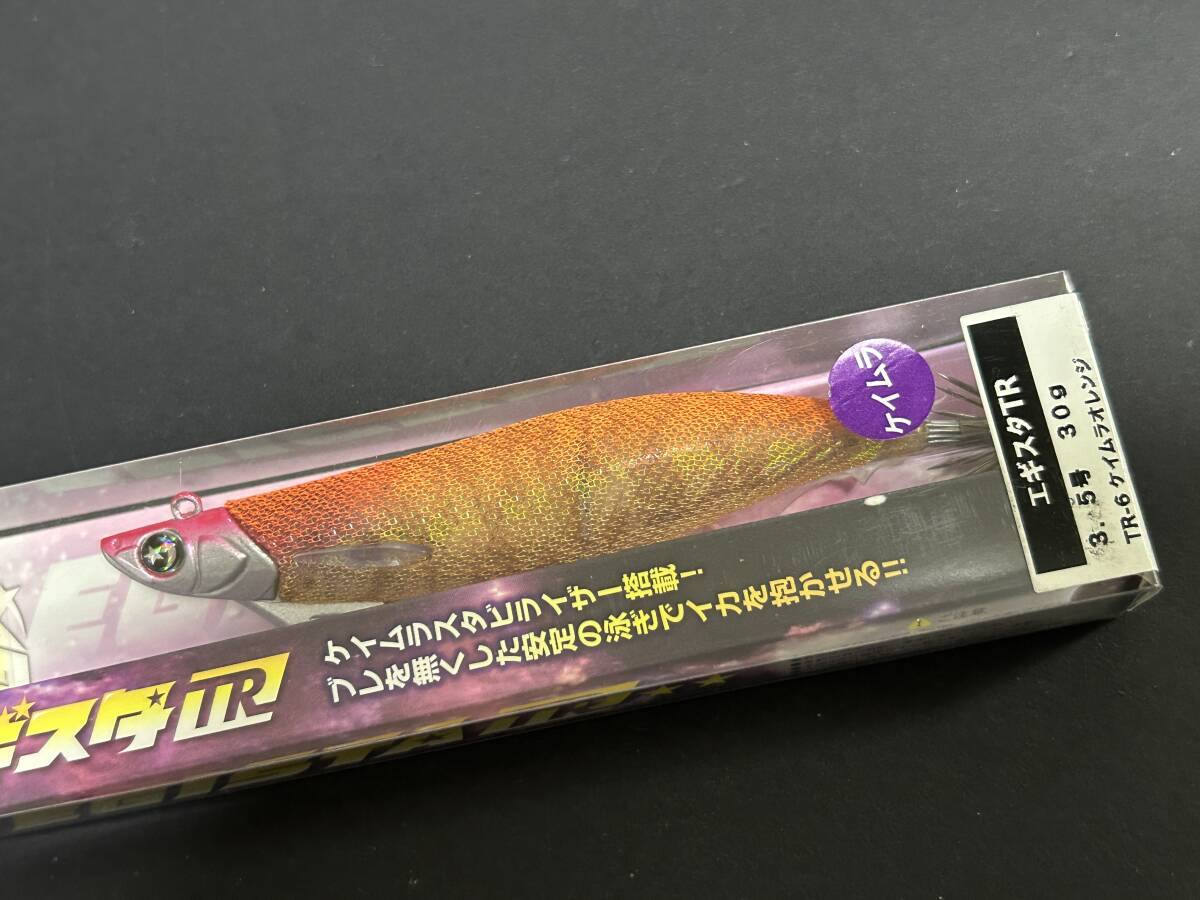 ケイムラ
エギスタTR
3.5号 30g
TR-6 ケイムラオレンジ
ケイムラスタビライザー搭載!
ブレを無くした安定の泳ぎでイカを抱かせる!!
ギスタTR